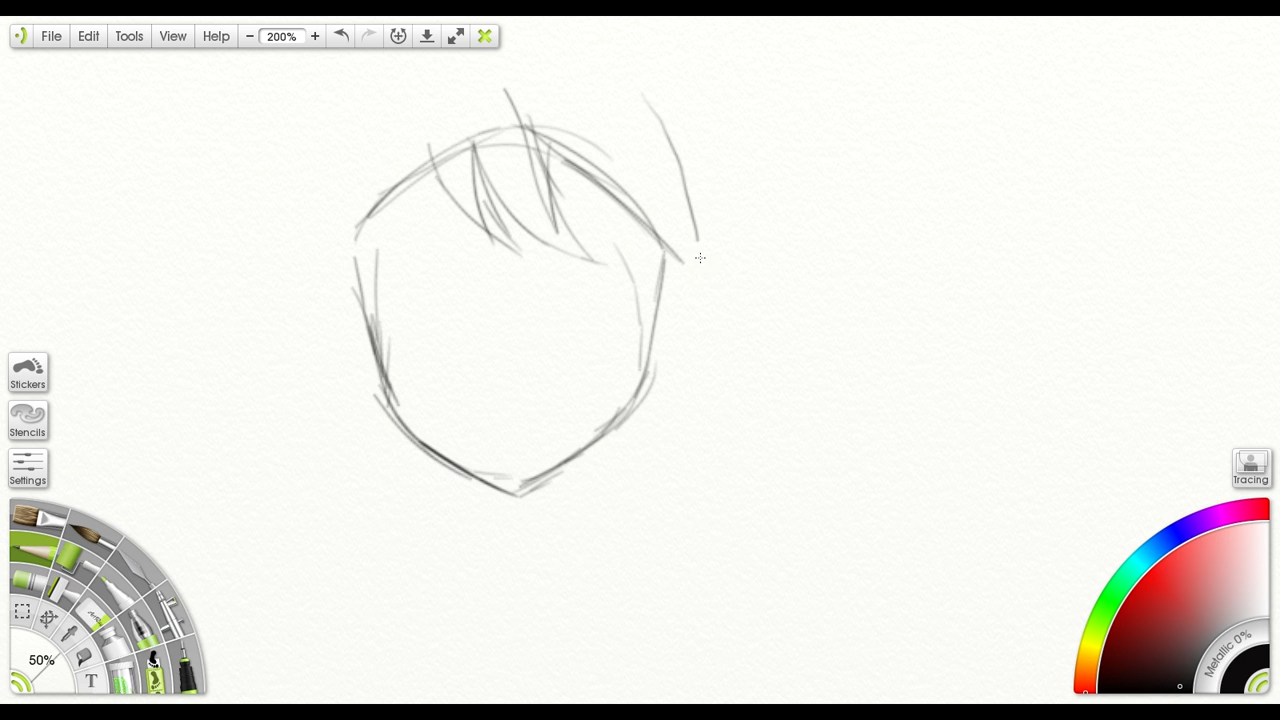 File Edit Tools View Help − 200% +
Stickers
Stencils
Settings
Tracing
50%
T
Metallic 0%